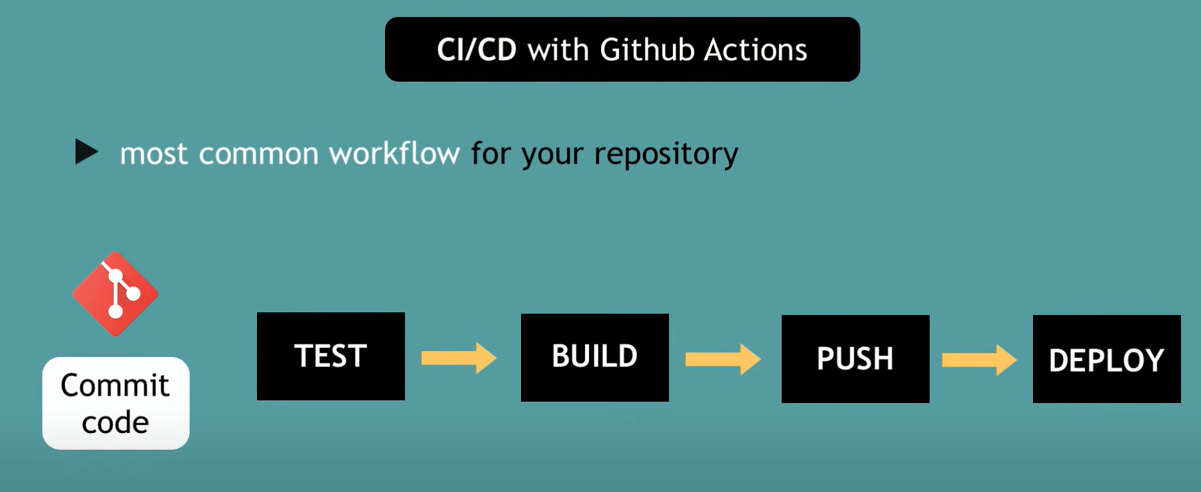 CI/CD with Github Actions
most common workflow for your repository
Commit
code
TEST
BUILD
PUSH
DEPLOY